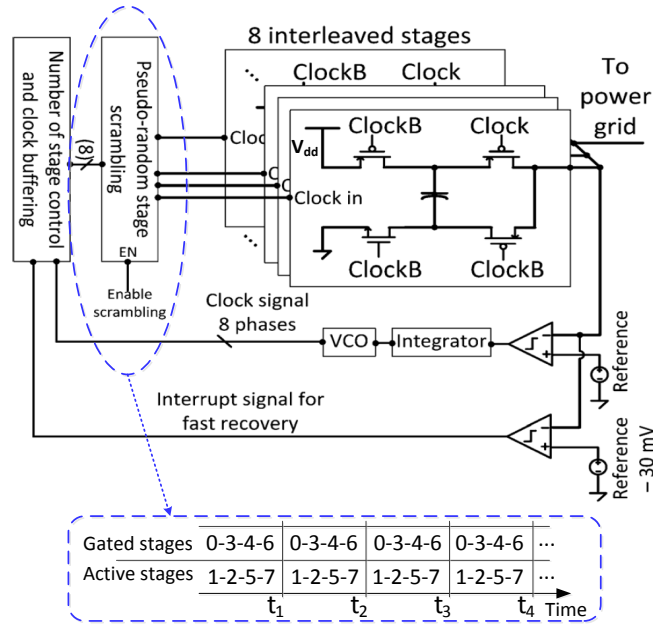 8 interleaved stages
Number of stage control
and clock buffering
(8)
Pseudo-random stage
scrambling
EN
Enable
scrambling
...
ClockB
Clock
Clock
C
C
Clock in
...
Vdd
ClockB
Clock
ClockB
ClockB
To
power
grid
Clock signal
8 phases
VCO
Integrator
Reference
Interrupt signal for
fast recovery
Reference
– 30 mV
Gated stages 0-3-4-6 0-3-4-6 0-3-4-6 0-3-4-6 ...
Active stages 1-2-5-7 1-2-5-7 1-2-5-7 1-2-5-7 ...
t1 t2 t3 t4 Time